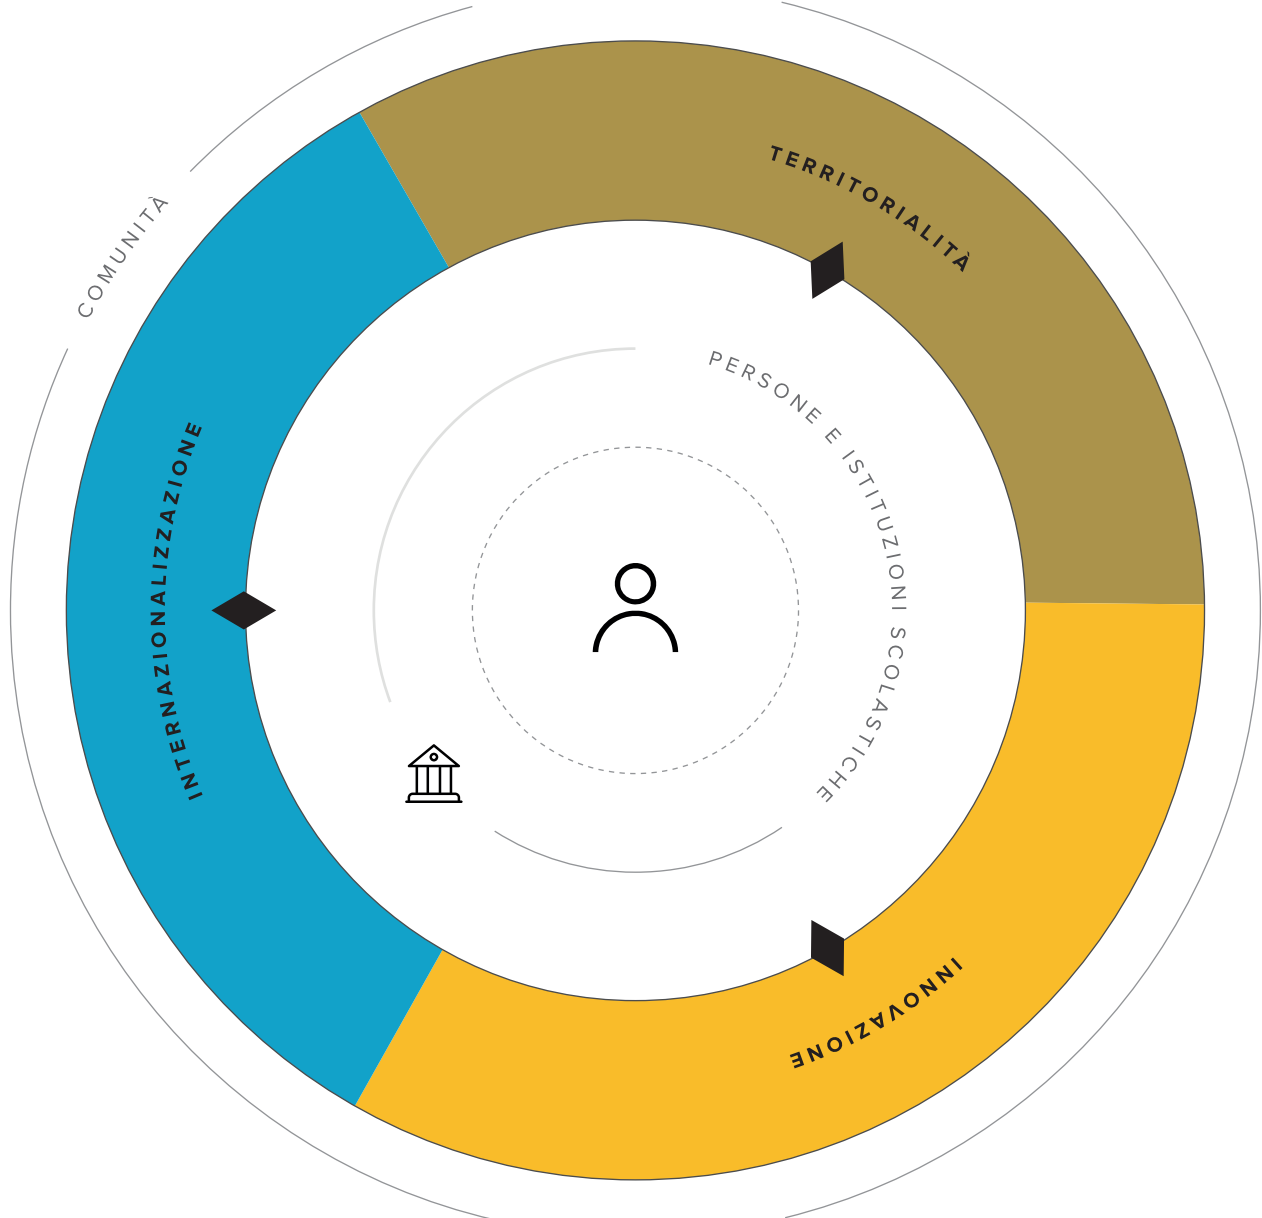 COMUNITÀ
TERRITORIALITÀ
PERSONE E ISTITUZIONI SCOLASTICHE
INTERNAZIONALIZZAZIONE
INNOVAZIONE